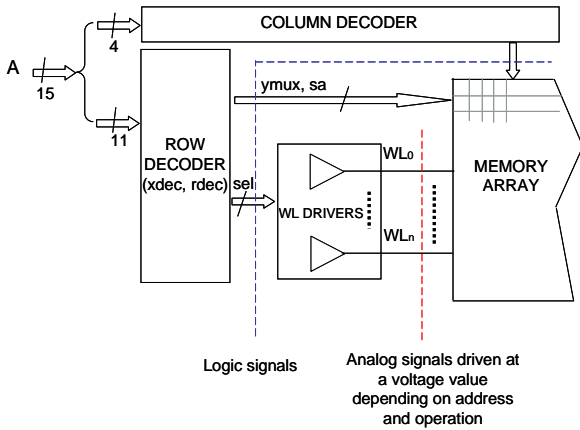 COLUMN DECODER
4
A
15
11
ymux, sa
ROW
DECODER
(xdec, rdec)
sel
WL0
WL DRIVERS
WLn
MEMORY
ARRAY
Logic signals
Analog signals driven at
a voltage value
depending on address
and operation